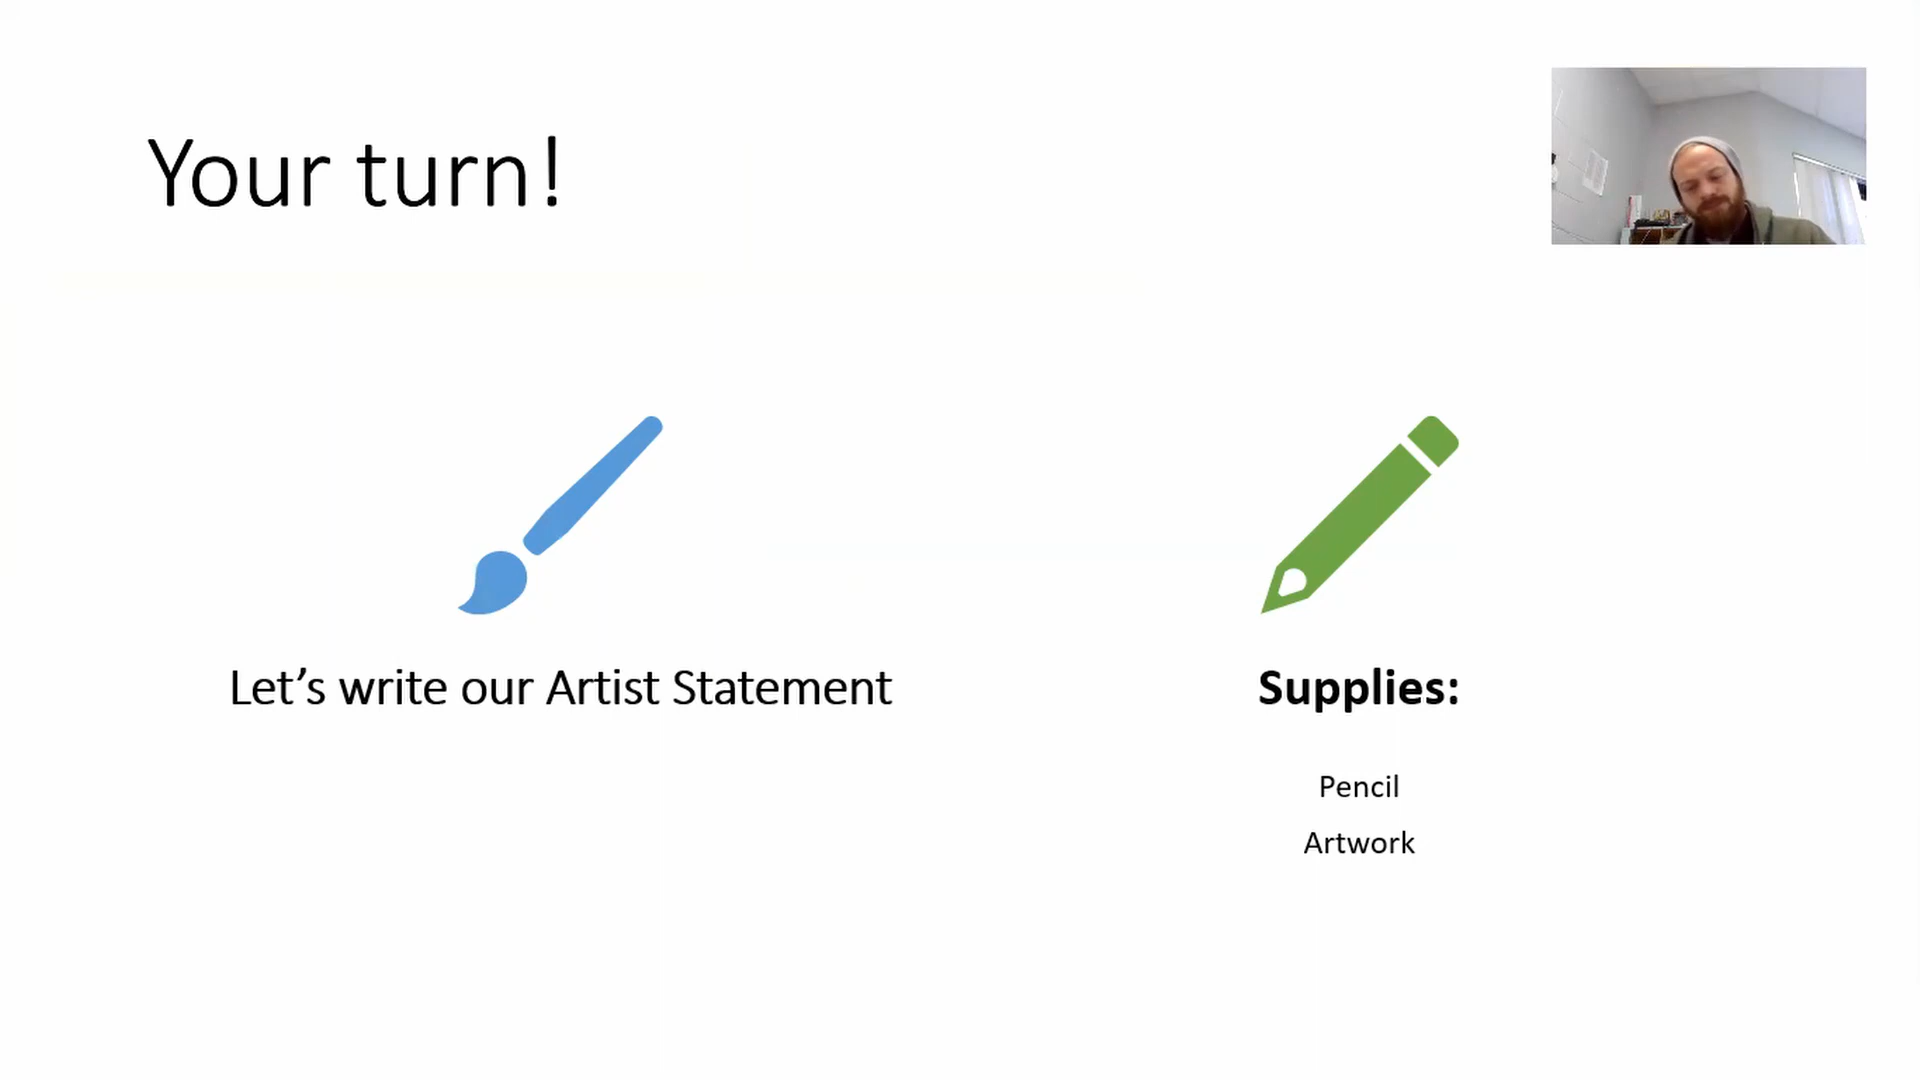 Your turn!
Let’s write our Artist Statement
Supplies:
Pencil
Artwork